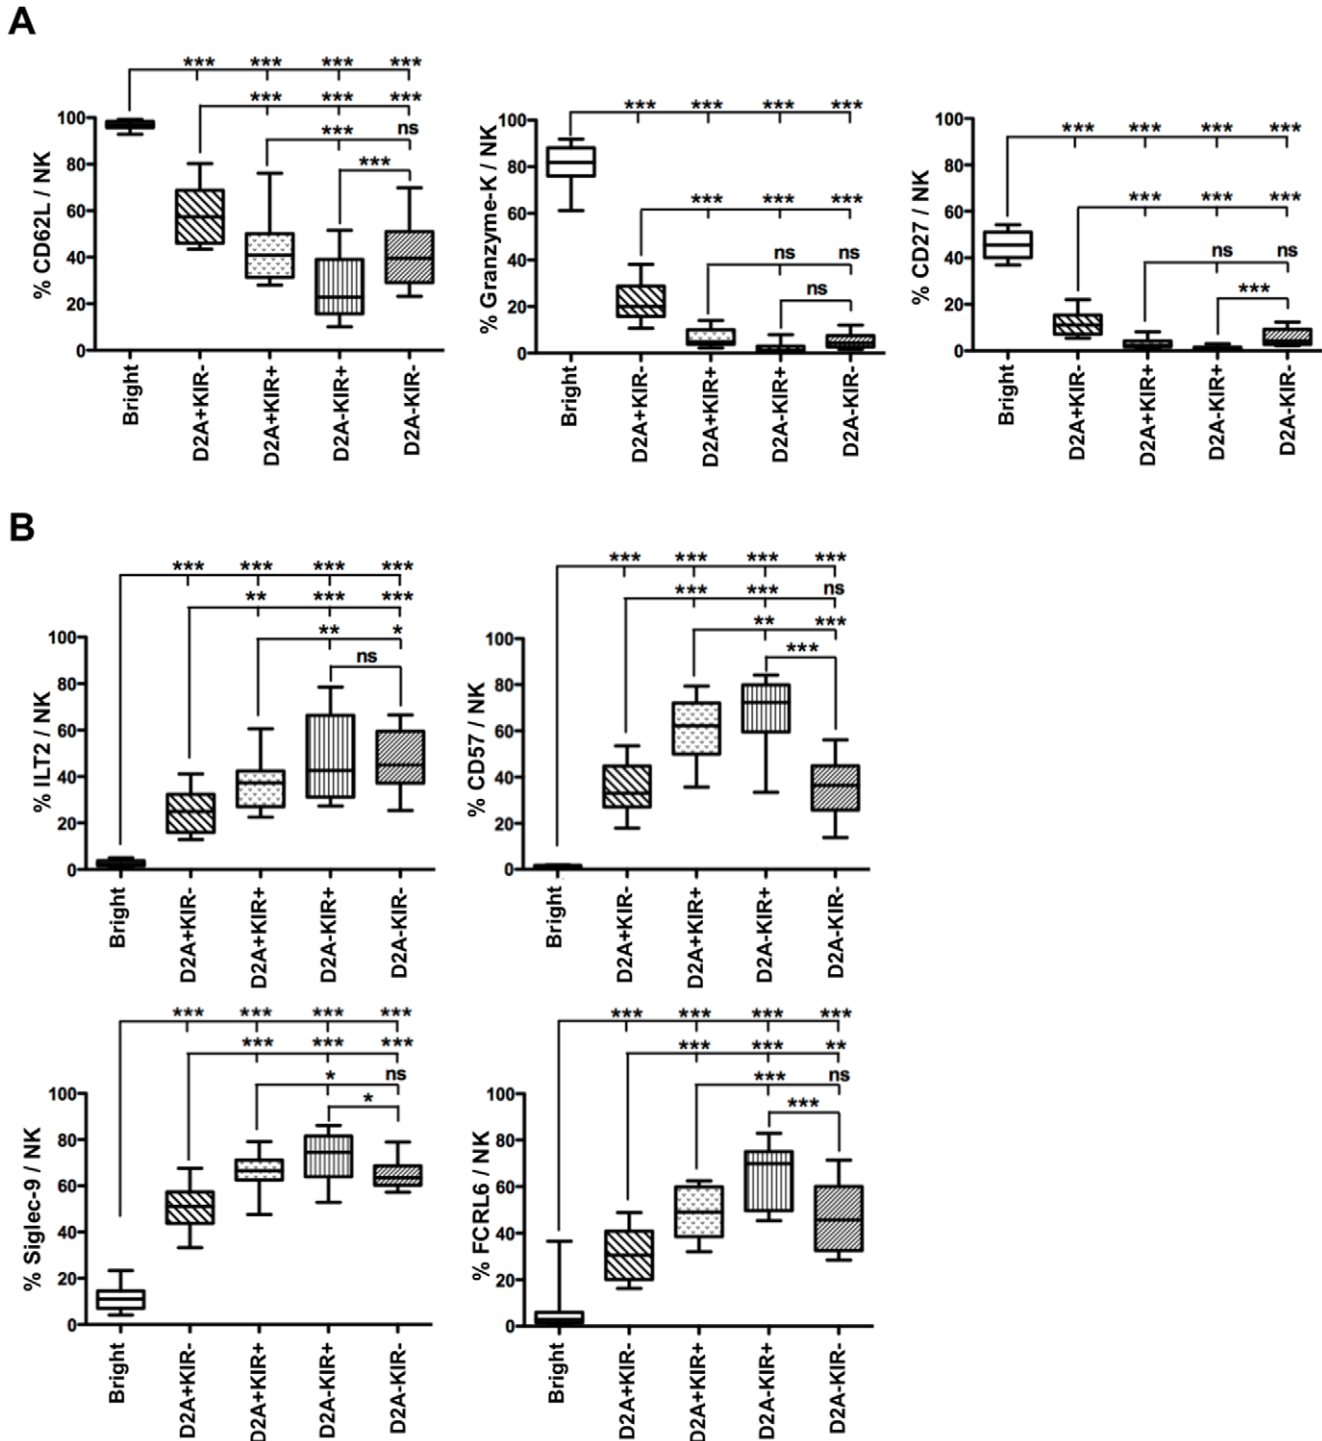 A
*** *** *** ***
*** *** ***
*** ns
***
% CD62L / NK
100
80
60
40
20
0
Bright
D2A+KIR-
D2A+KIR+
D2A-KIR+
D2A-KIR-
*** *** *** ***
*** *** ***
ns ns
ns
% Granzyme-K / NK
100
80
60
40
20
0
Bright
D2A+KIR-
D2A+KIR+
D2A-KIR+
D2A-KIR-
*** *** *** ***
*** *** ***
ns ns
***
% CD27 / NK
100
80
60
40
20
0
Bright
D2A+KIR-
D2A+KIR+
D2A-KIR+
D2A-KIR-
B
*** *** *** ***
** *** ***
** *
ns
% ILT2 / NK
100
80
60
40
20
0
Bright
D2A+KIR-
D2A+KIR+
D2A-KIR+
D2A-KIR-
*** *** *** ***
*** *** ns
** ***
***
% CD57 / NK
100
80
60
40
20
0
Bright
D2A+KIR-
D2A+KIR+
D2A-KIR+
D2A-KIR-
*** *** *** ***
*** *** ***
* ns
*
% Siglec-9 / NK
100
80
60
40
20
0
Bright
D2A+KIR-
D2A+KIR+
D2A-KIR+
D2A-KIR-
*** *** *** ***
*** *** **
*** ns
***
% FCRL6 / NK
100
80
60
40
20
0
Bright
D2A+KIR-
D2A+KIR+
D2A-KIR+
D2A-KIR-